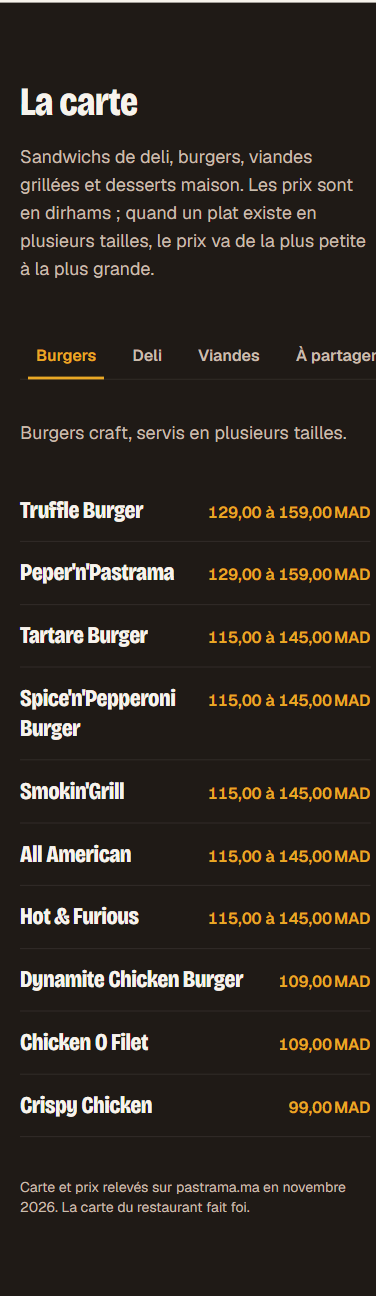 La carte
Sandwichs de deli, burgers, viandes
grillées et desserts maison. Les prix sont
en dirhams ; quand un plat existe en
plusieurs tailles, le prix va de la plus petite
à la plus grande.
Burgers Deli Viandes À partager
Burgers craft, servis en plusieurs tailles.
Truffle Burger 129,00 à 159,00 MAD
Peper'n'Pastrama 129,00 à 159,00 MAD
Tartare Burger 115,00 à 145,00 MAD
Spice'n'Pepperoni 115,00 à 145,00 MAD
Burger
Smokin'Grill 115,00 à 145,00 MAD
All American 115,00 à 145,00 MAD
Hot & Furious 115,00 à 145,00 MAD
Dynamite Chicken Burger 109,00 MAD
Chicken O Filet 109,00 MAD
Crispy Chicken 99,00 MAD
Carte et prix relevés sur pastrama.ma en novembre
2026. La carte du restaurant fait foi.